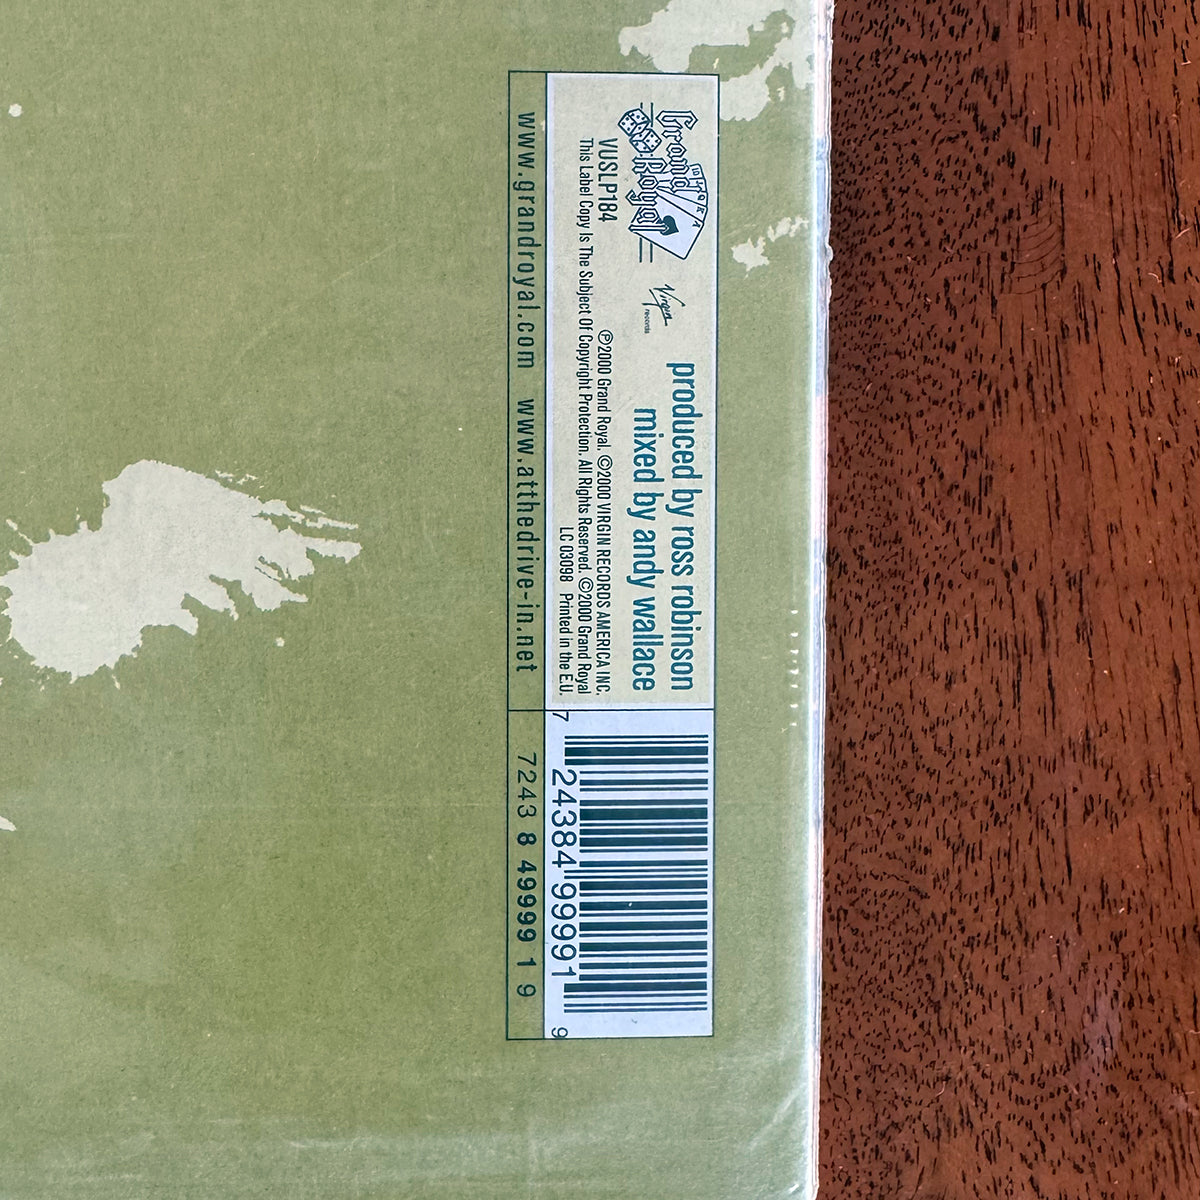 Grand Royal
VUSLP184
Virgin
records
produced by ross robinson
mixed by andy wallace
℗2000 Grand Royal. ©2000 VIRGIN RECORDS AMERICA INC.
This Label Copy Is The Subject Of Copyright Protection. All Rights Reserved. ©2000 Grand Royal
LC 03098 Printed in the E.U.
www.grandroyal.com www.atthedrive-in.net
7 24384 99991 9
7243 8 49999 1 9